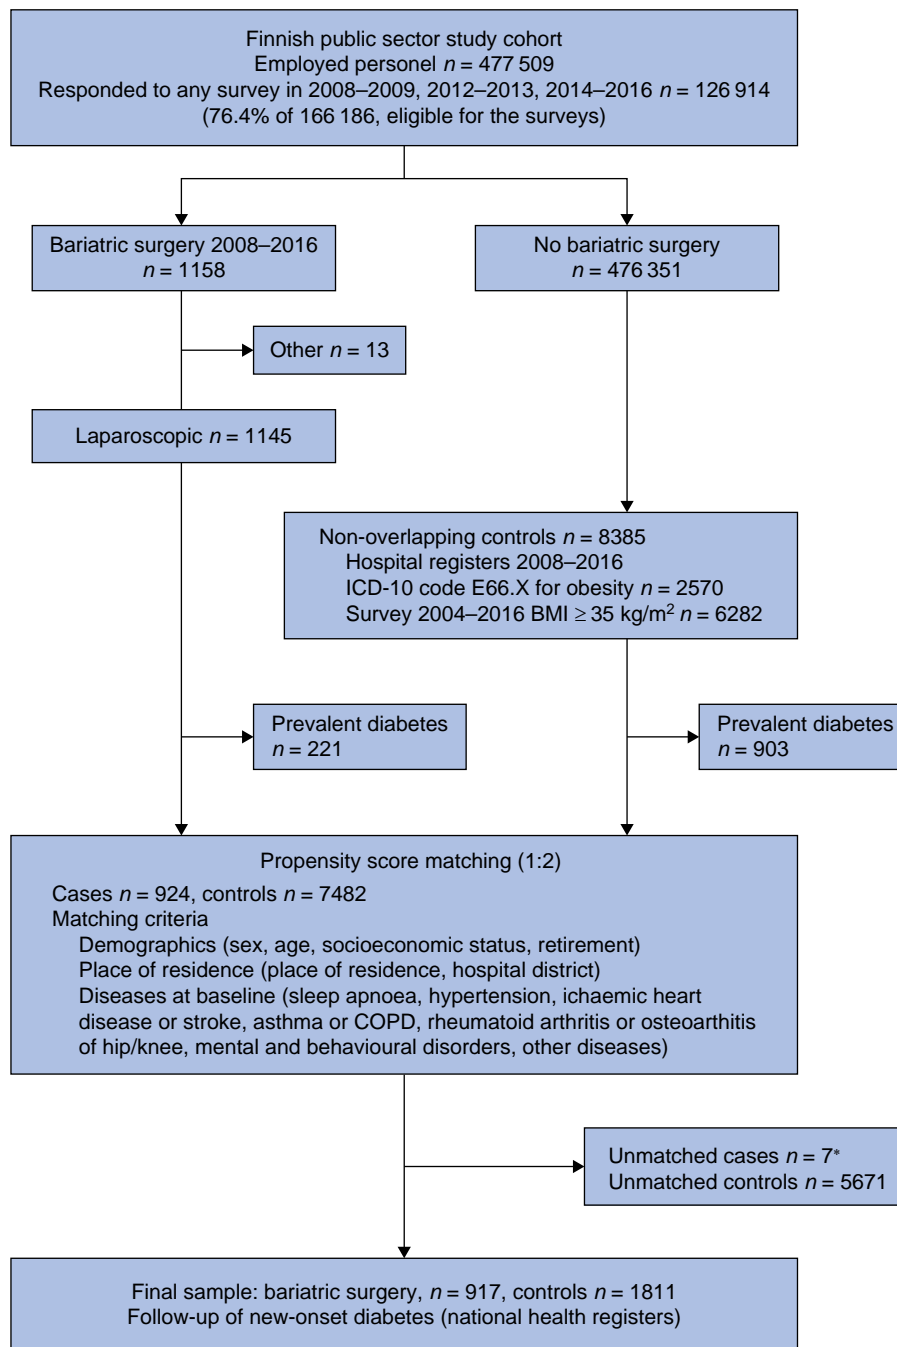 Finnish public sector study cohort
Employed personel n = 477 509
Responded to any survey in 2008–2009, 2012–2013, 2014–2016 n = 126 914
(76.4% of 166 186, eligible for the surveys)
Bariatric surgery 2008–2016
n = 1158
No bariatric surgery
n = 476 351
Other n = 13
Laparoscopic n = 1145
Non-overlapping controls n = 8385
Hospital registers 2008–2016
ICD-10 code E66.X for obesity n = 2570
Survey 2004–2016 BMI ≥ 35 kg/m² n = 6282
Prevalent diabetes
n = 221
Prevalent diabetes
n = 903
Propensity score matching (1:2)
Cases n = 924, controls n = 7482
Matching criteria
Demographics (sex, age, socioeconomic status, retirement)
Place of residence (place of residence, hospital district)
Diseases at baseline (sleep apnoea, hypertension, ichaemic heart
disease or stroke, asthma or COPD, rheumatoid arthritis or osteoarthitis
of hip/knee, mental and behavioural disorders, other diseases)
Unmatched cases n = 7*
Unmatched controls n = 5671
Final sample: bariatric surgery, n = 917, controls n = 1811
Follow-up of new-onset diabetes (national health registers)